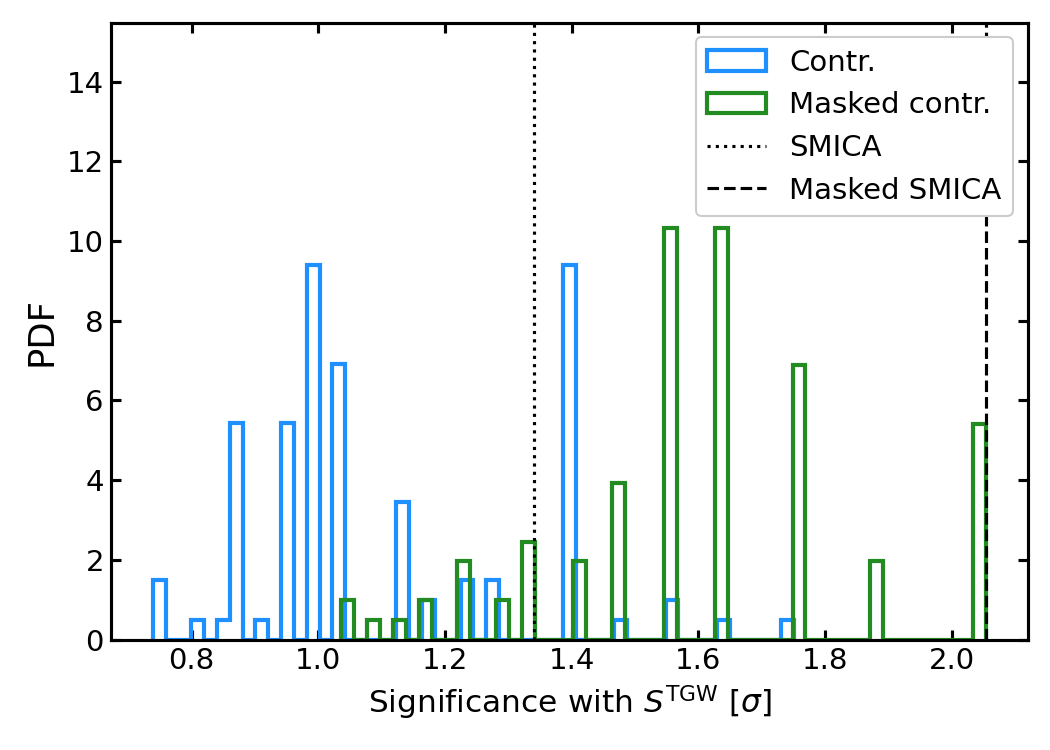 Contr.
Masked contr.
SMICA
Masked SMICA
PDF
14
12
10
8
6
4
2
0
0.8 1.0 1.2 1.4 1.6 1.8 2.0
Significance with S^TGW [σ]